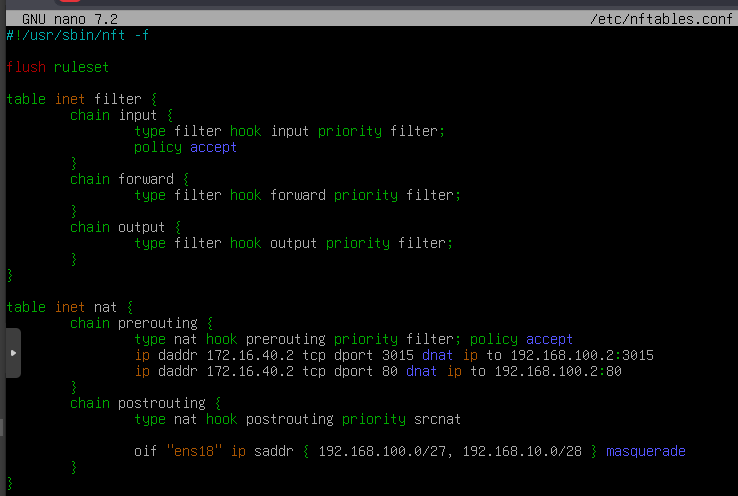 GNU nano 7.2 /etc/nftables.conf
#!/usr/sbin/nft -f
flush ruleset
table inet filter {
chain input {
type filter hook input priority filter;
policy accept
}
chain forward {
type filter hook forward priority filter;
}
chain output {
type filter hook output priority filter;
}
}
table inet nat {
chain prerouting {
type nat hook prerouting priority filter; policy accept
ip daddr 172.16.40.2 tcp dport 3015 dnat ip to 192.168.100.2:3015
ip daddr 172.16.40.2 tcp dport 80 dnat ip to 192.168.100.2:80
}
chain postrouting {
type nat hook postrouting priority srcnat
oif "ens18" ip saddr { 192.168.100.0/27, 192.168.10.0/28 } masquerade
}
}